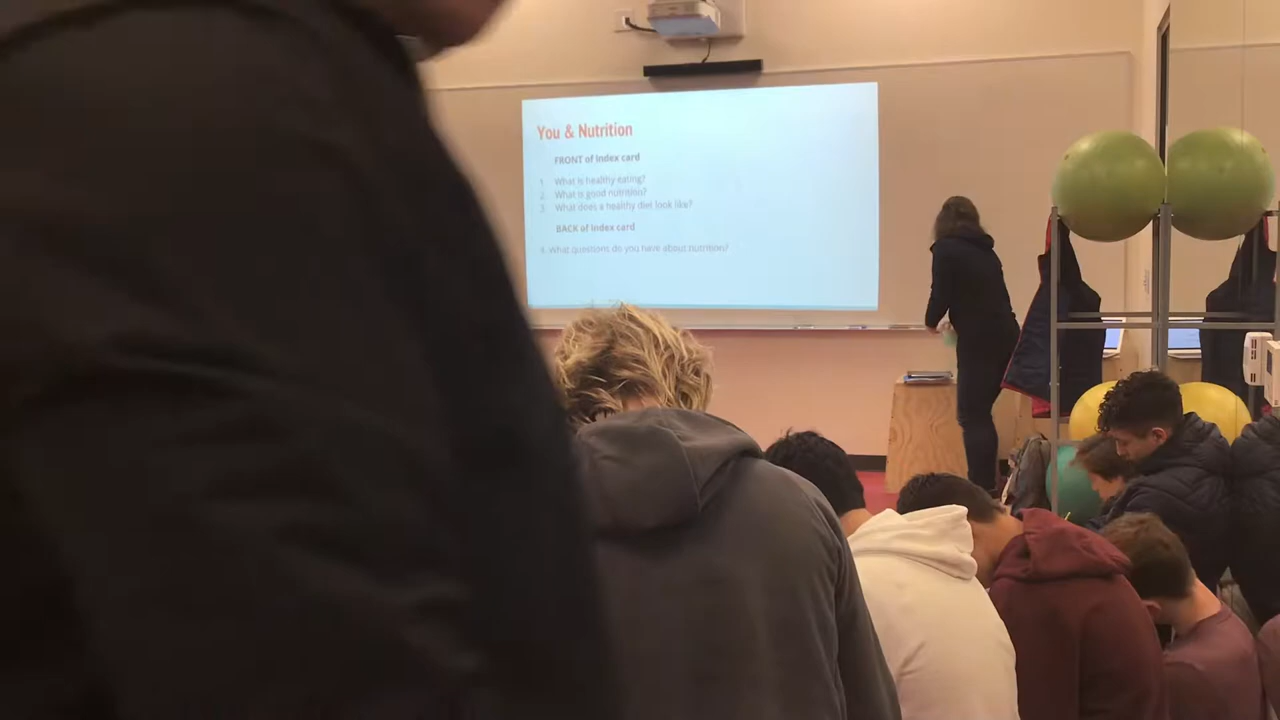 You & Nutrition
FRONT of index card
1. What is healthy eating?
2. What is good nutrition?
3. What does a healthy diet look like?
BACK of index card
4. What questions do you have about nutrition?